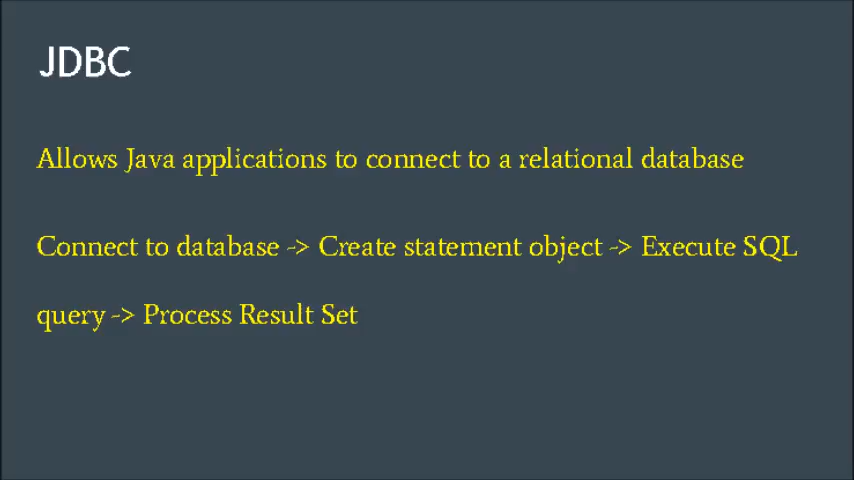 JDBC
Allows Java applications to connect to a relational database
Connect to database -> Create statement object -> Execute SQL
query -> Process Result Set